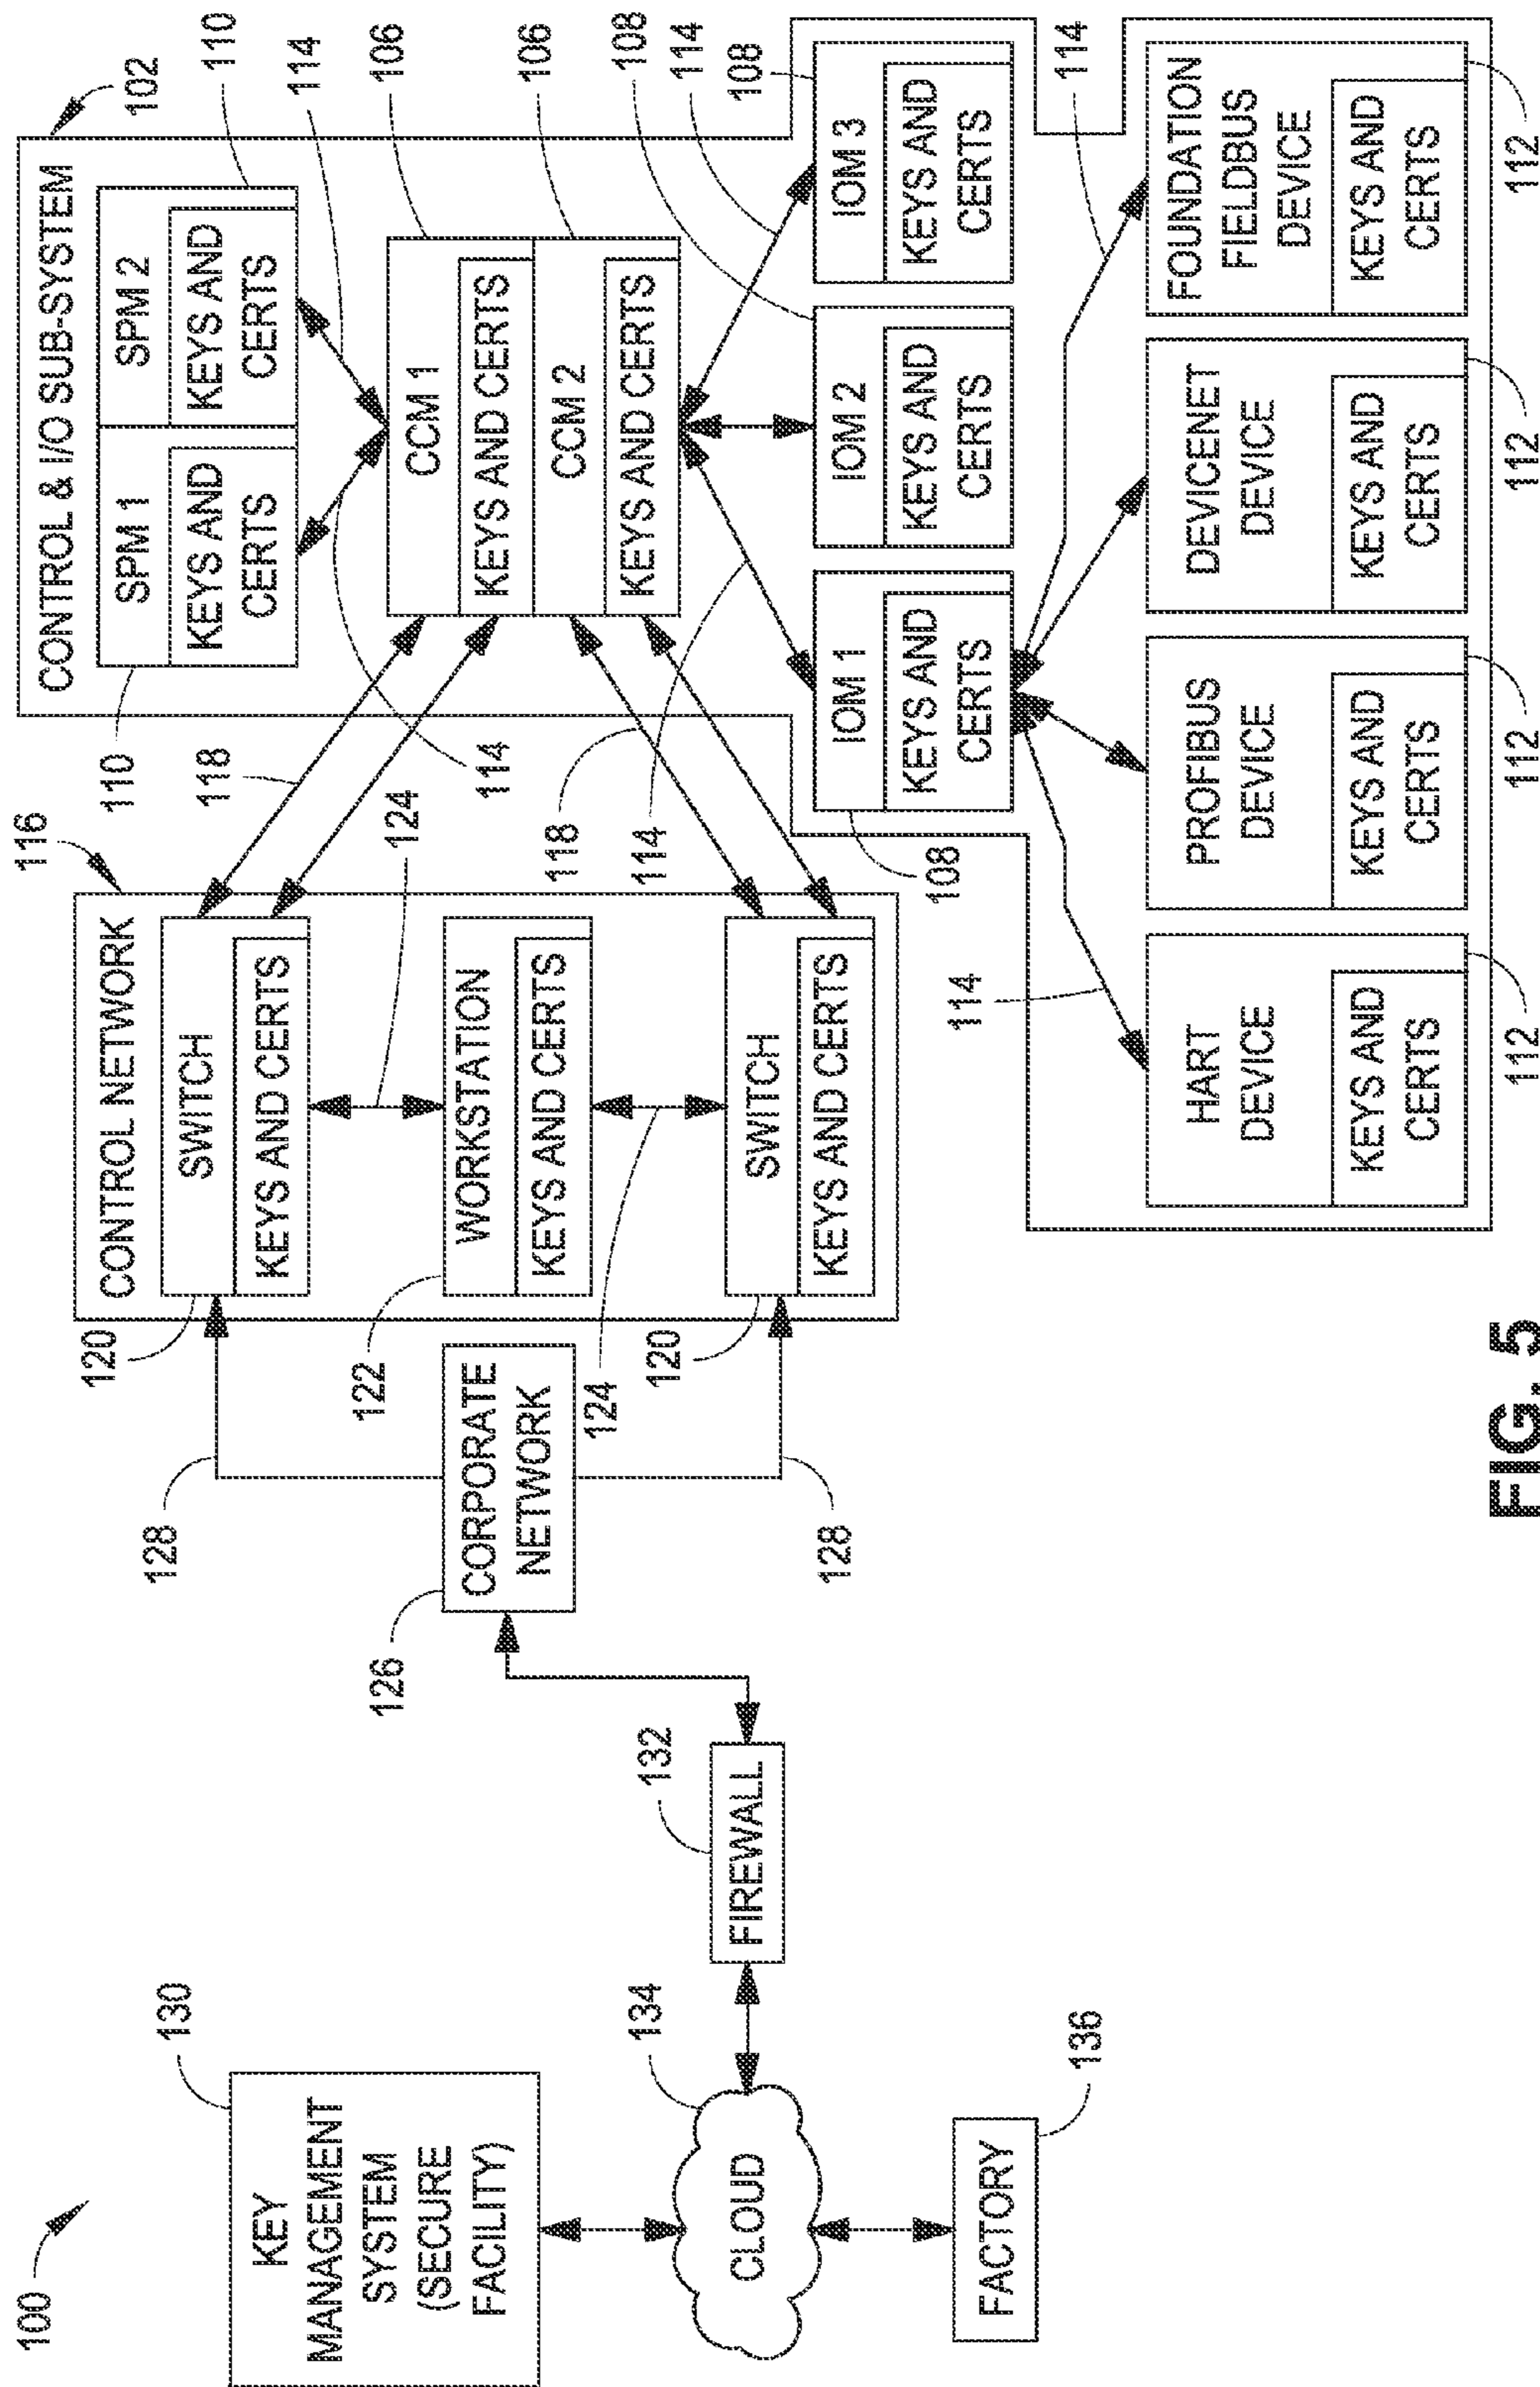 100
KEY
MANAGEMENT
SYSTEM
(SECURE
FACILITY)
130
CLOUD
134
FACTORY
136
FIREWALL
132
CORPORATE
NETWORK
126
128
128
116
CONTROL NETWORK
SWITCH
KEYS AND CERTS
120
124
WORKSTATION
KEYS AND CERTS
122
124
SWITCH
KEYS AND CERTS
120
118
118
102
CONTROL & I/O SUB-SYSTEM
SPM 1
KEYS AND
CERTS
110
SPM 2
KEYS AND
CERTS
110
114
114
CCM 1
KEYS AND CERTS
106
CCM 2
KEYS AND CERTS
106
114
114
IOM 1
KEYS AND
CERTS
108
IOM 2
KEYS AND
CERTS
108
IOM 3
KEYS AND
CERTS
108
114
114
HART
DEVICE
KEYS AND
CERTS
112
PROFIBUS
DEVICE
KEYS AND
CERTS
112
DEVICENET
DEVICE
KEYS AND
CERTS
112
FOUNDATION
FIELDBUS
DEVICE
KEYS AND
CERTS
112
FIG. 5